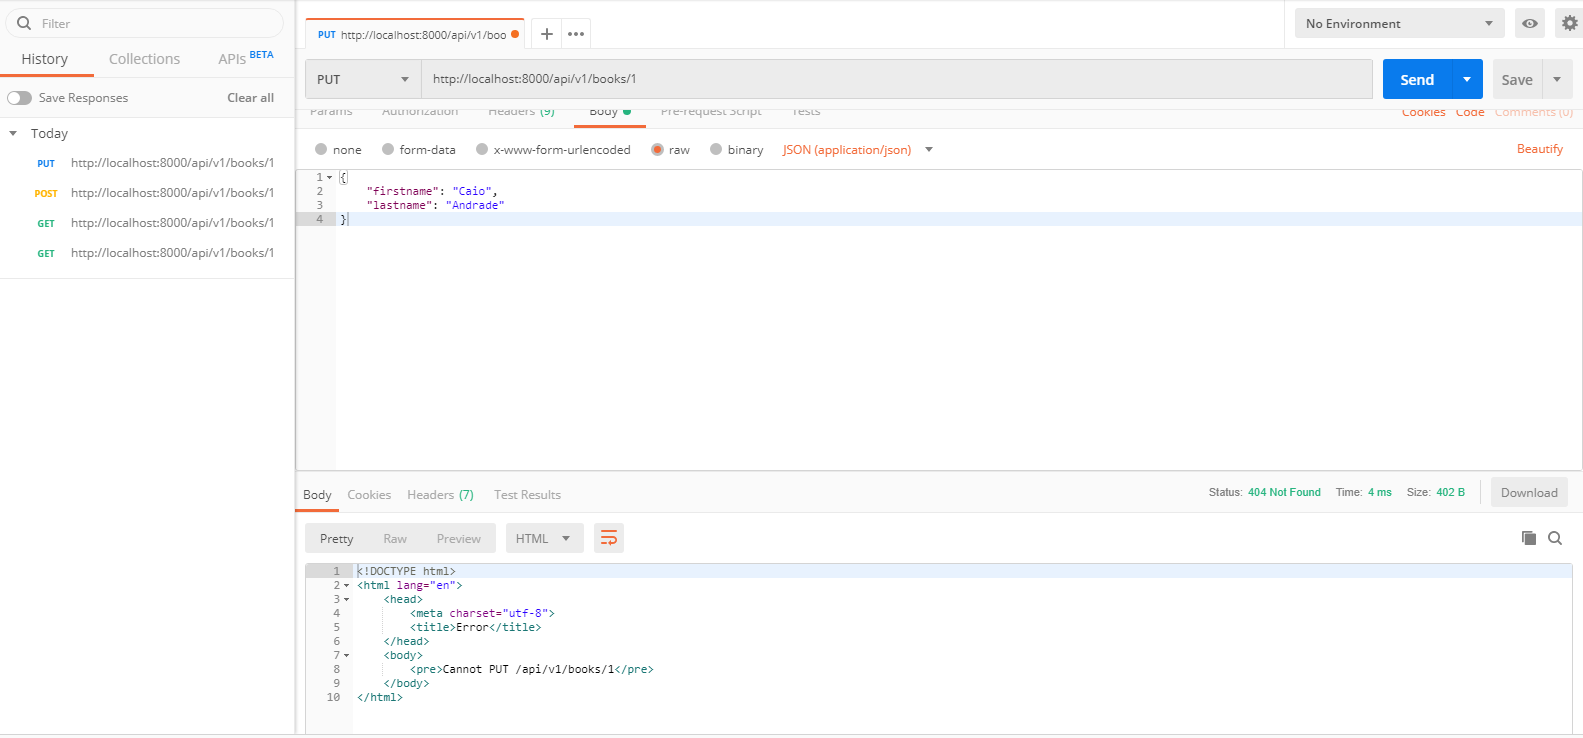 Filter
History Collections APIs BETA
Save Responses Clear all
Today
PUT http://localhost:8000/api/v1/books/1
POST http://localhost:8000/api/v1/books/1
GET http://localhost:8000/api/v1/books/1
GET http://localhost:8000/api/v1/books/1
PUT http://localhost:8000/api/v1/boo
No Environment
PUT http://localhost:8000/api/v1/books/1 Send Save
Params Authorization Headers (9) Body Pre-request Script Tests Cookies Code Comments (0)
none form-data x-www-form-urlencoded raw binary JSON (application/json) Beautify
1 {
2 "firstname": "Caio",
3 "lastname": "Andrade"
4 }
Body Cookies Headers (7) Test Results Status: 404 Not Found Time: 4 ms Size: 402 B Download
Pretty Raw Preview HTML
1 <!DOCTYPE html>
2 <html lang="en">
3 <head>
4 <meta charset="utf-8">
5 <title>Error</title>
6 </head>
7 <body>
8 <pre>Cannot PUT /api/v1/books/1</pre>
9 </body>
10 </html>